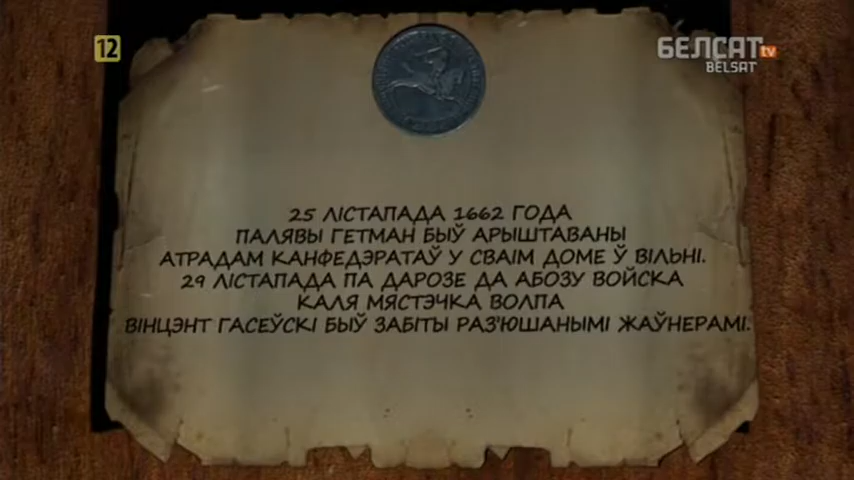 12
БЕЛСАТ tv
BELSAT
25 ЛІСТАПАДА 1662 ГОДА
ПАЛЯВЫ ГЕТМАН БЫЎ АРЫШТАВАНЫ
АТРАДАМ КАНФЕДЭРАТАЎ У СВАІМ ДОМЕ Ў ВІЛЬНІ.
29 ЛІСТАПАДА ПА ДАРОЗЕ ДА АБОЗУ ВОЙСКА
КАЛЯ МЯСТЭЧКА ВОЛПА
ВІНЦЭНТ ГАСЕЎСКІ БЫЎ ЗАБІТЫ РАЗ'ЮШАНЫМІ ЖАЎНЕРАМІ.